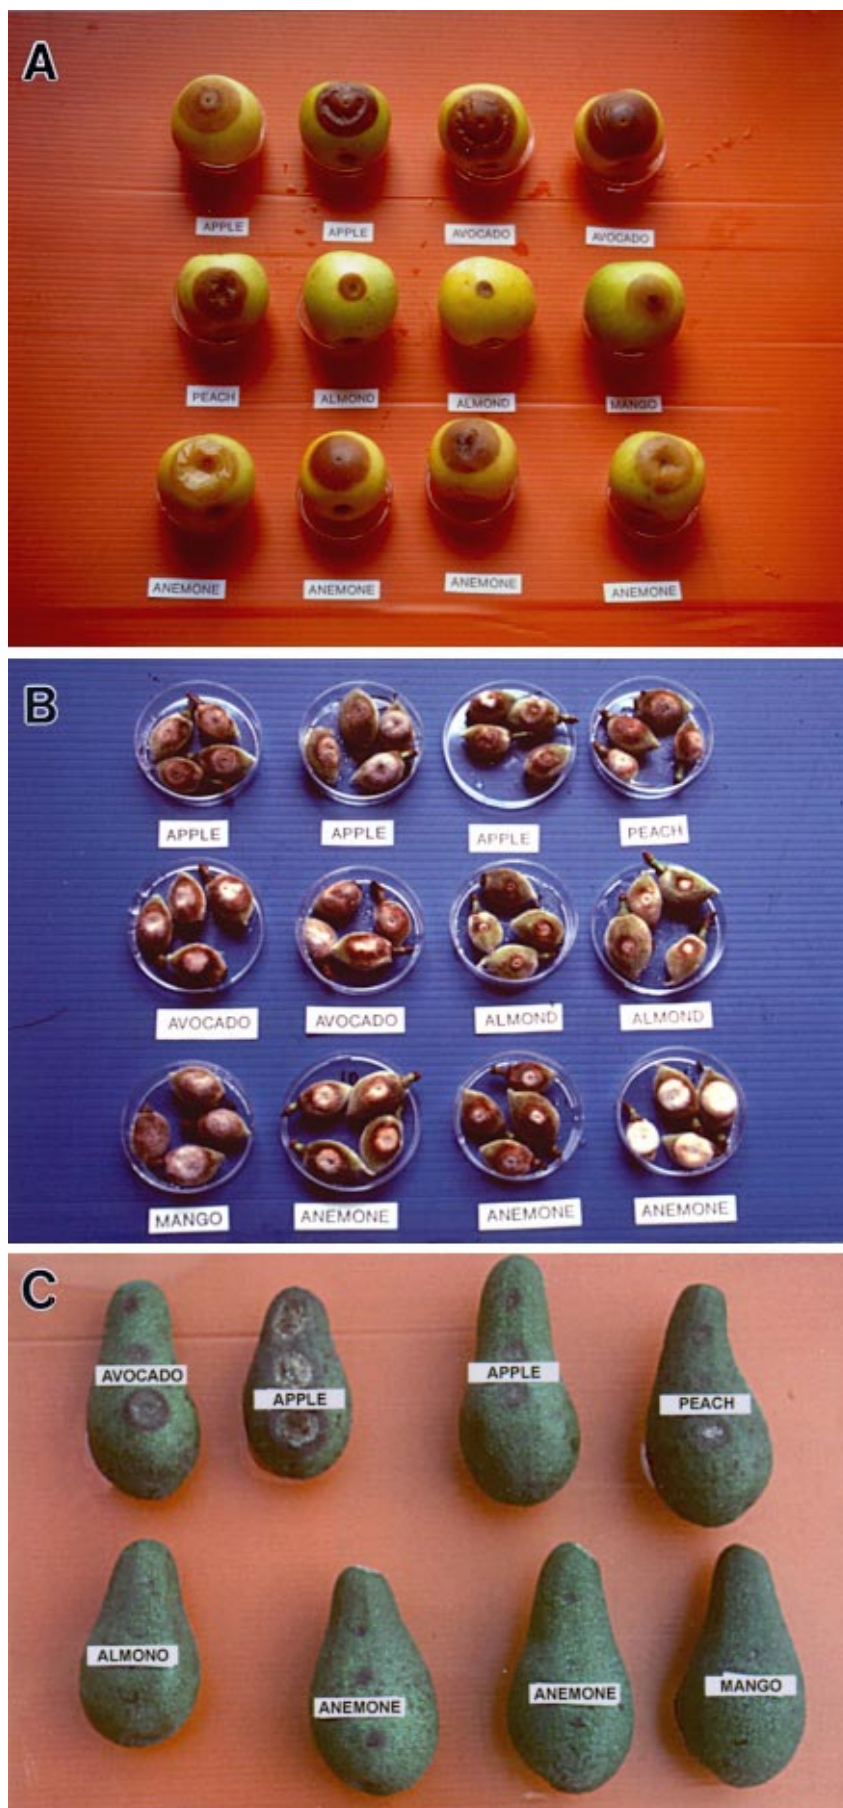 A
APPLE APPLE AVOCADO AVOCADO
PEACH ALMOND ALMOND MANGO
ANEMONE ANEMONE ANEMONE ANEMONE
B
APPLE APPLE APPLE PEACH
AVOCADO AVOCADO ALMOND ALMOND
MANGO ANEMONE ANEMONE ANEMONE
C
AVOCADO APPLE APPLE PEACH
ALMONO ANEMONE ANEMONE MANGO